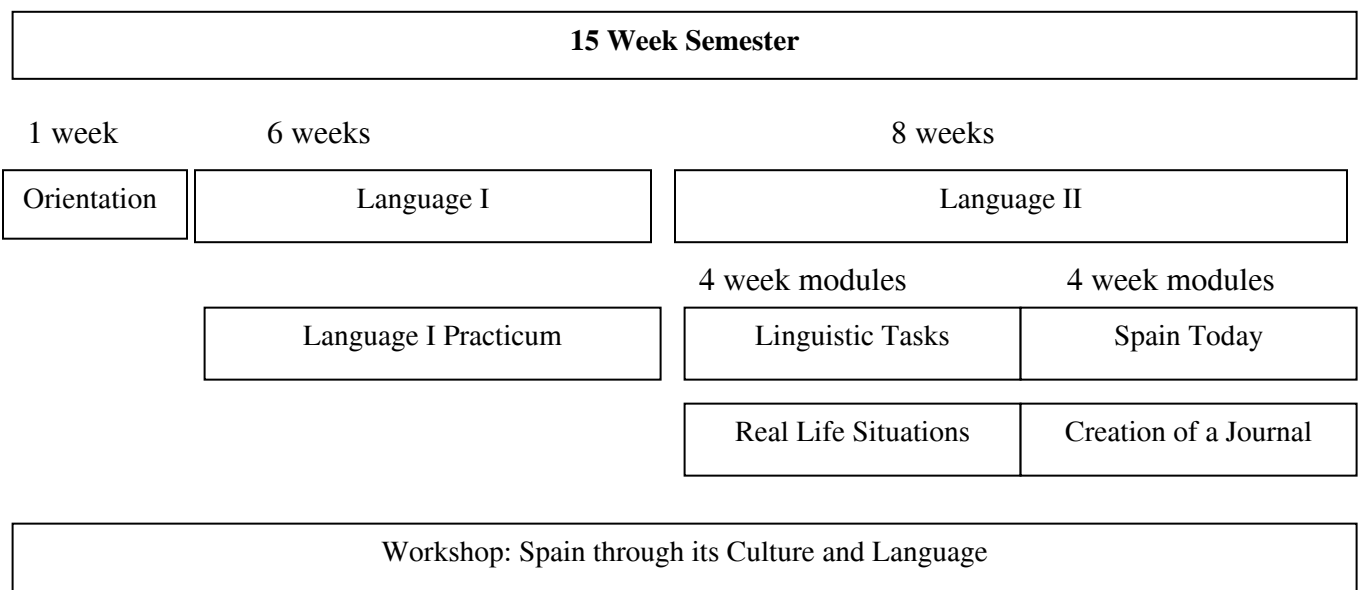 15 Week Semester
1 week 6 weeks 8 weeks
Orientation Language I Language II
4 week modules 4 week modules
Language I Practicum Linguistic Tasks Spain Today
Real Life Situations Creation of a Journal
Workshop: Spain through its Culture and Language